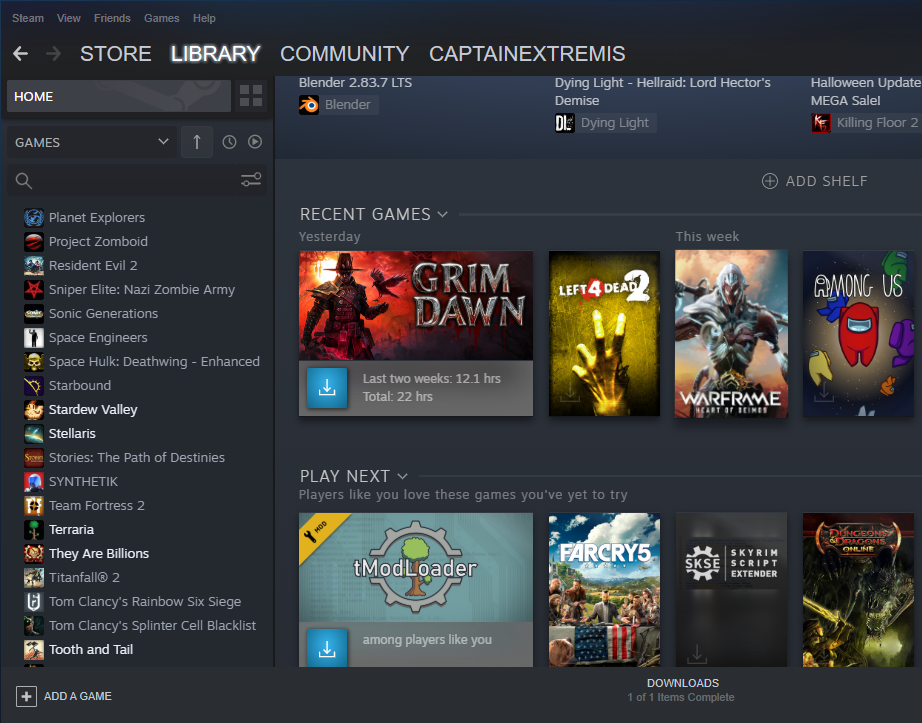 Steam View Friends Games Help
STORE LIBRARY COMMUNITY CAPTAINEXTREMIS
HOME
GAMES
Planet Explorers
Project Zomboid
Resident Evil 2
Sniper Elite: Nazi Zombie Army
Sonic Generations
Space Engineers
Space Hulk: Deathwing - Enhanced
Starbound
Stardew Valley
Stellaris
Stories: The Path of Destinies
SYNTHETIK
Team Fortress 2
Terraria
They Are Billions
Titanfall® 2
Tom Clancy's Rainbow Six Siege
Tom Clancy's Splinter Cell Blacklist
Tooth and Tail
ADD A GAME
Blender 2.83.7 LTS
Blender
Dying Light - Hellraid: Lord Hector's
Demise
DL
Dying Light
Halloween Update
MEGA Sale!
KF
Killing Floor 2
ADD SHELF
RECENT GAMES
Yesterday
This week
GRIM
DAWN
Last two weeks: 12.1 hrs
Total: 22 hrs
LEFT 4 DEAD 2
WARFRAME
HEART OF DEIMOS
AMONG US
PLAY NEXT
Players like you love these games you've yet to try
MOD
tModLoader
among players like you
FARCRY5
SKSE
SKYRIM
SCRIPT
EXTENDER
DUNGEONS
& DRAGONS
ONLINE
DOWNLOADS
1 of 1 Items Complete